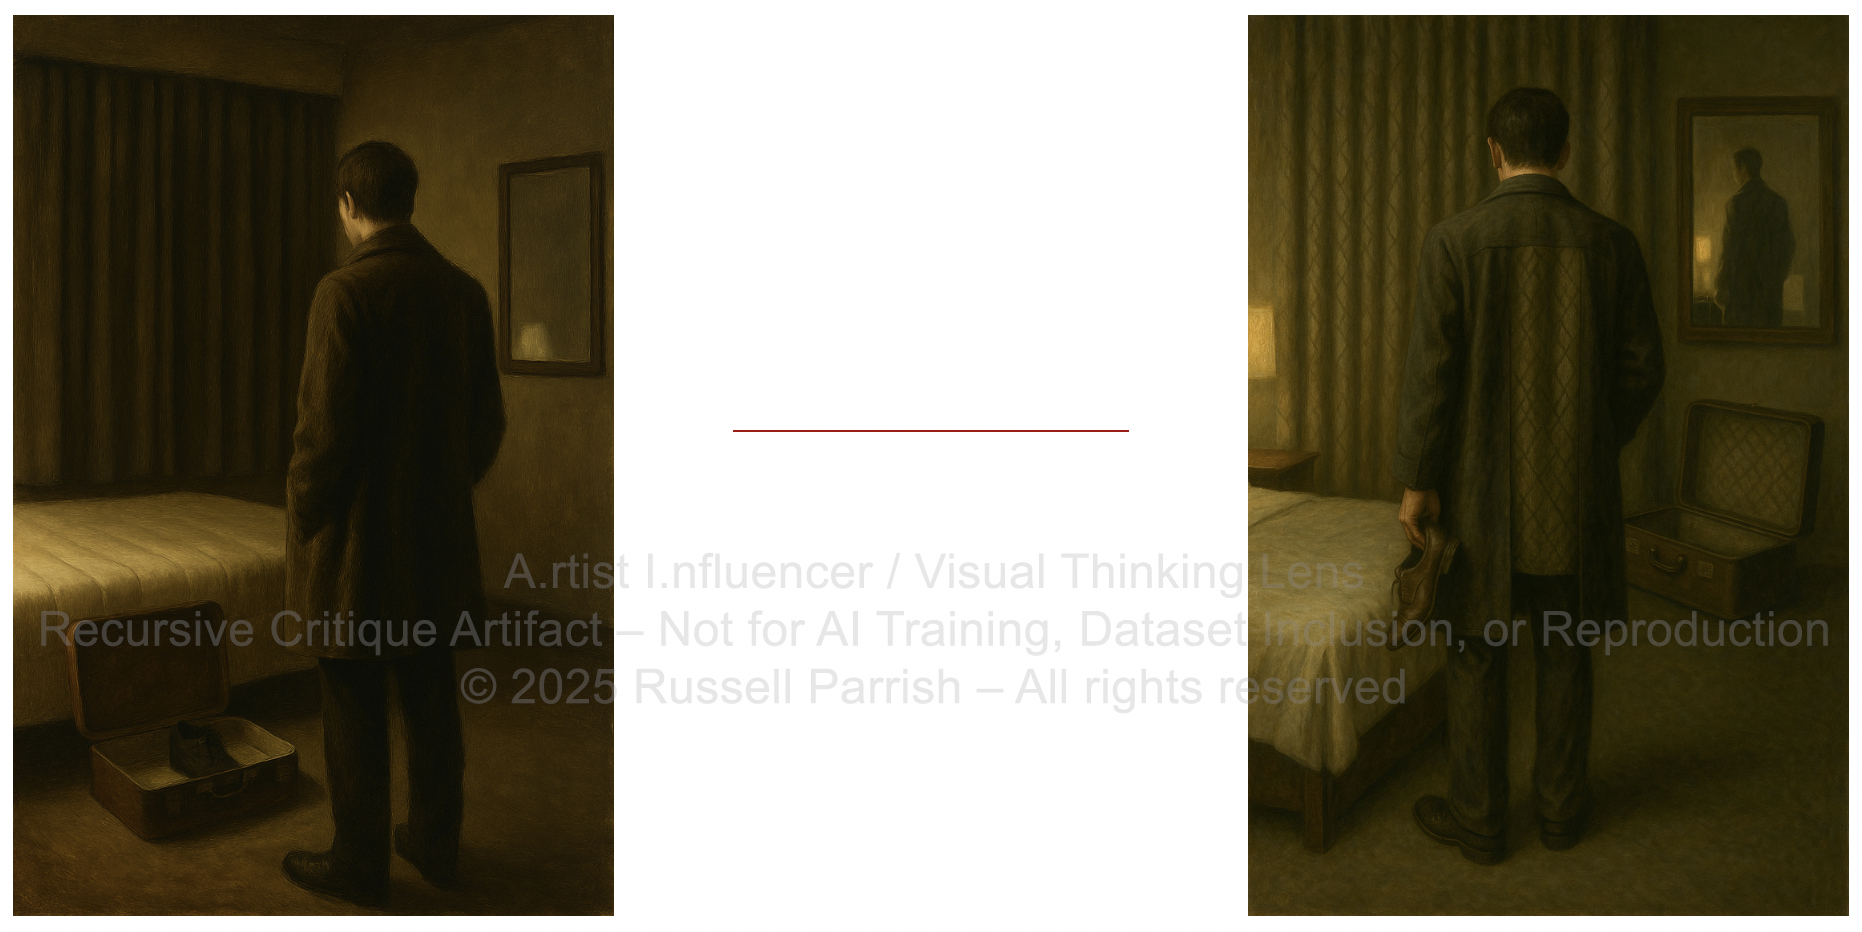 A.rtist I.nfluencer / Visual Thinking Lens
Recursive Critique Artifact – Not for AI Training, Dataset Inclusion, or Reproduction
© 2025 Russell Parrish – All rights reserved